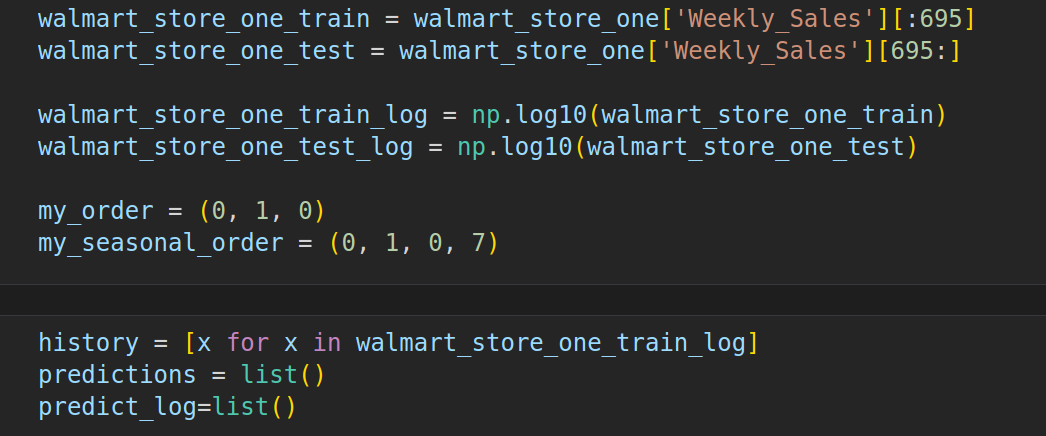 walmart_store_one_train = walmart_store_one['Weekly_Sales'][:695]
walmart_store_one_test = walmart_store_one['Weekly_Sales'][695:]
walmart_store_one_train_log = np.log10(walmart_store_one_train)
walmart_store_one_test_log = np.log10(walmart_store_one_test)
my_order = (0, 1, 0)
my_seasonal_order = (0, 1, 0, 7)
history = [x for x in walmart_store_one_train_log]
predictions = list()
predict_log=list()